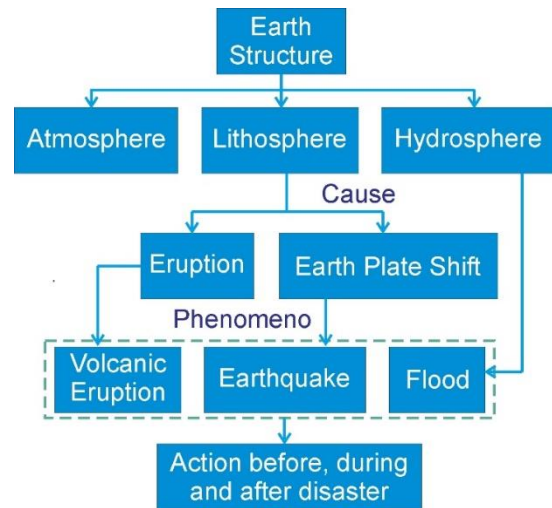 Earth
Structure
Atmosphere
Lithosphere
Hydrosphere
Cause
Eruption
Earth Plate Shift
Phenomeno
Volcanic
Eruption
Earthquake
Flood
Action before, during
and after disaster